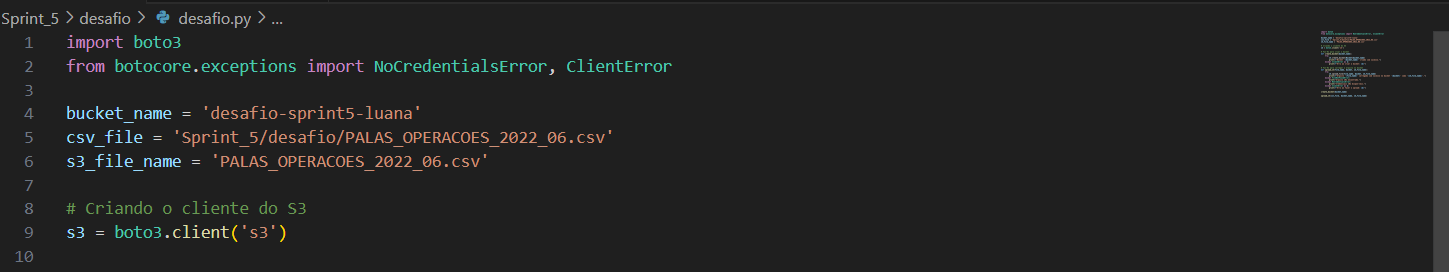 Sprint_5 > desafio > desafio.py > ...
1 import boto3
2 from botocore.exceptions import NoCredentialsError, ClientError
3
4 bucket_name = 'desafio-sprint5-luana'
5 csv_file = 'Sprint_5/desafio/PALAS_OPERACOES_2022_06.csv'
6 s3_file_name = 'PALAS_OPERACOES_2022_06.csv'
7
8 # Criando o cliente do S3
9 s3 = boto3.client('s3')
10